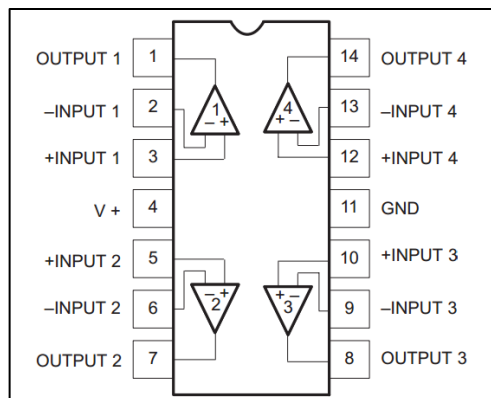 OUTPUT 1 1 14 OUTPUT 4
–INPUT 1 2 1 4 13 –INPUT 4
– + + –
+INPUT 1 3 12 +INPUT 4
V + 4 11 GND
+INPUT 2 5 10 +INPUT 3
– + + –
–INPUT 2 6 2 3 9 –INPUT 3
OUTPUT 2 7 8 OUTPUT 3